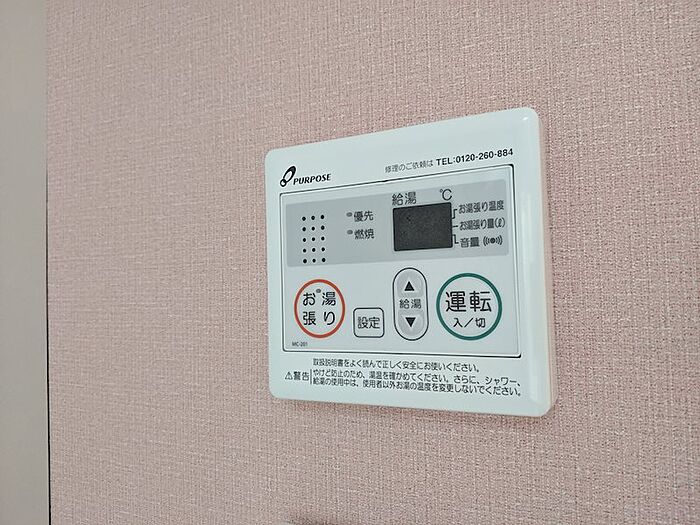 PURPOSE
修理のご依頼は TEL:0120-260-884
給湯 ℃
優先
燃焼
お湯張り温度
お湯張り量(ℓ)
音量
お湯
張り
設定
給湯
運転
入/切
MC-201
取扱説明書をよく読んで正しく安全にお使いください。
警告
やけど防止のため、湯温を確かめてください。さらに、シャワー、
給湯の使用中は、使用者以外お湯の温度を変更しないでください。